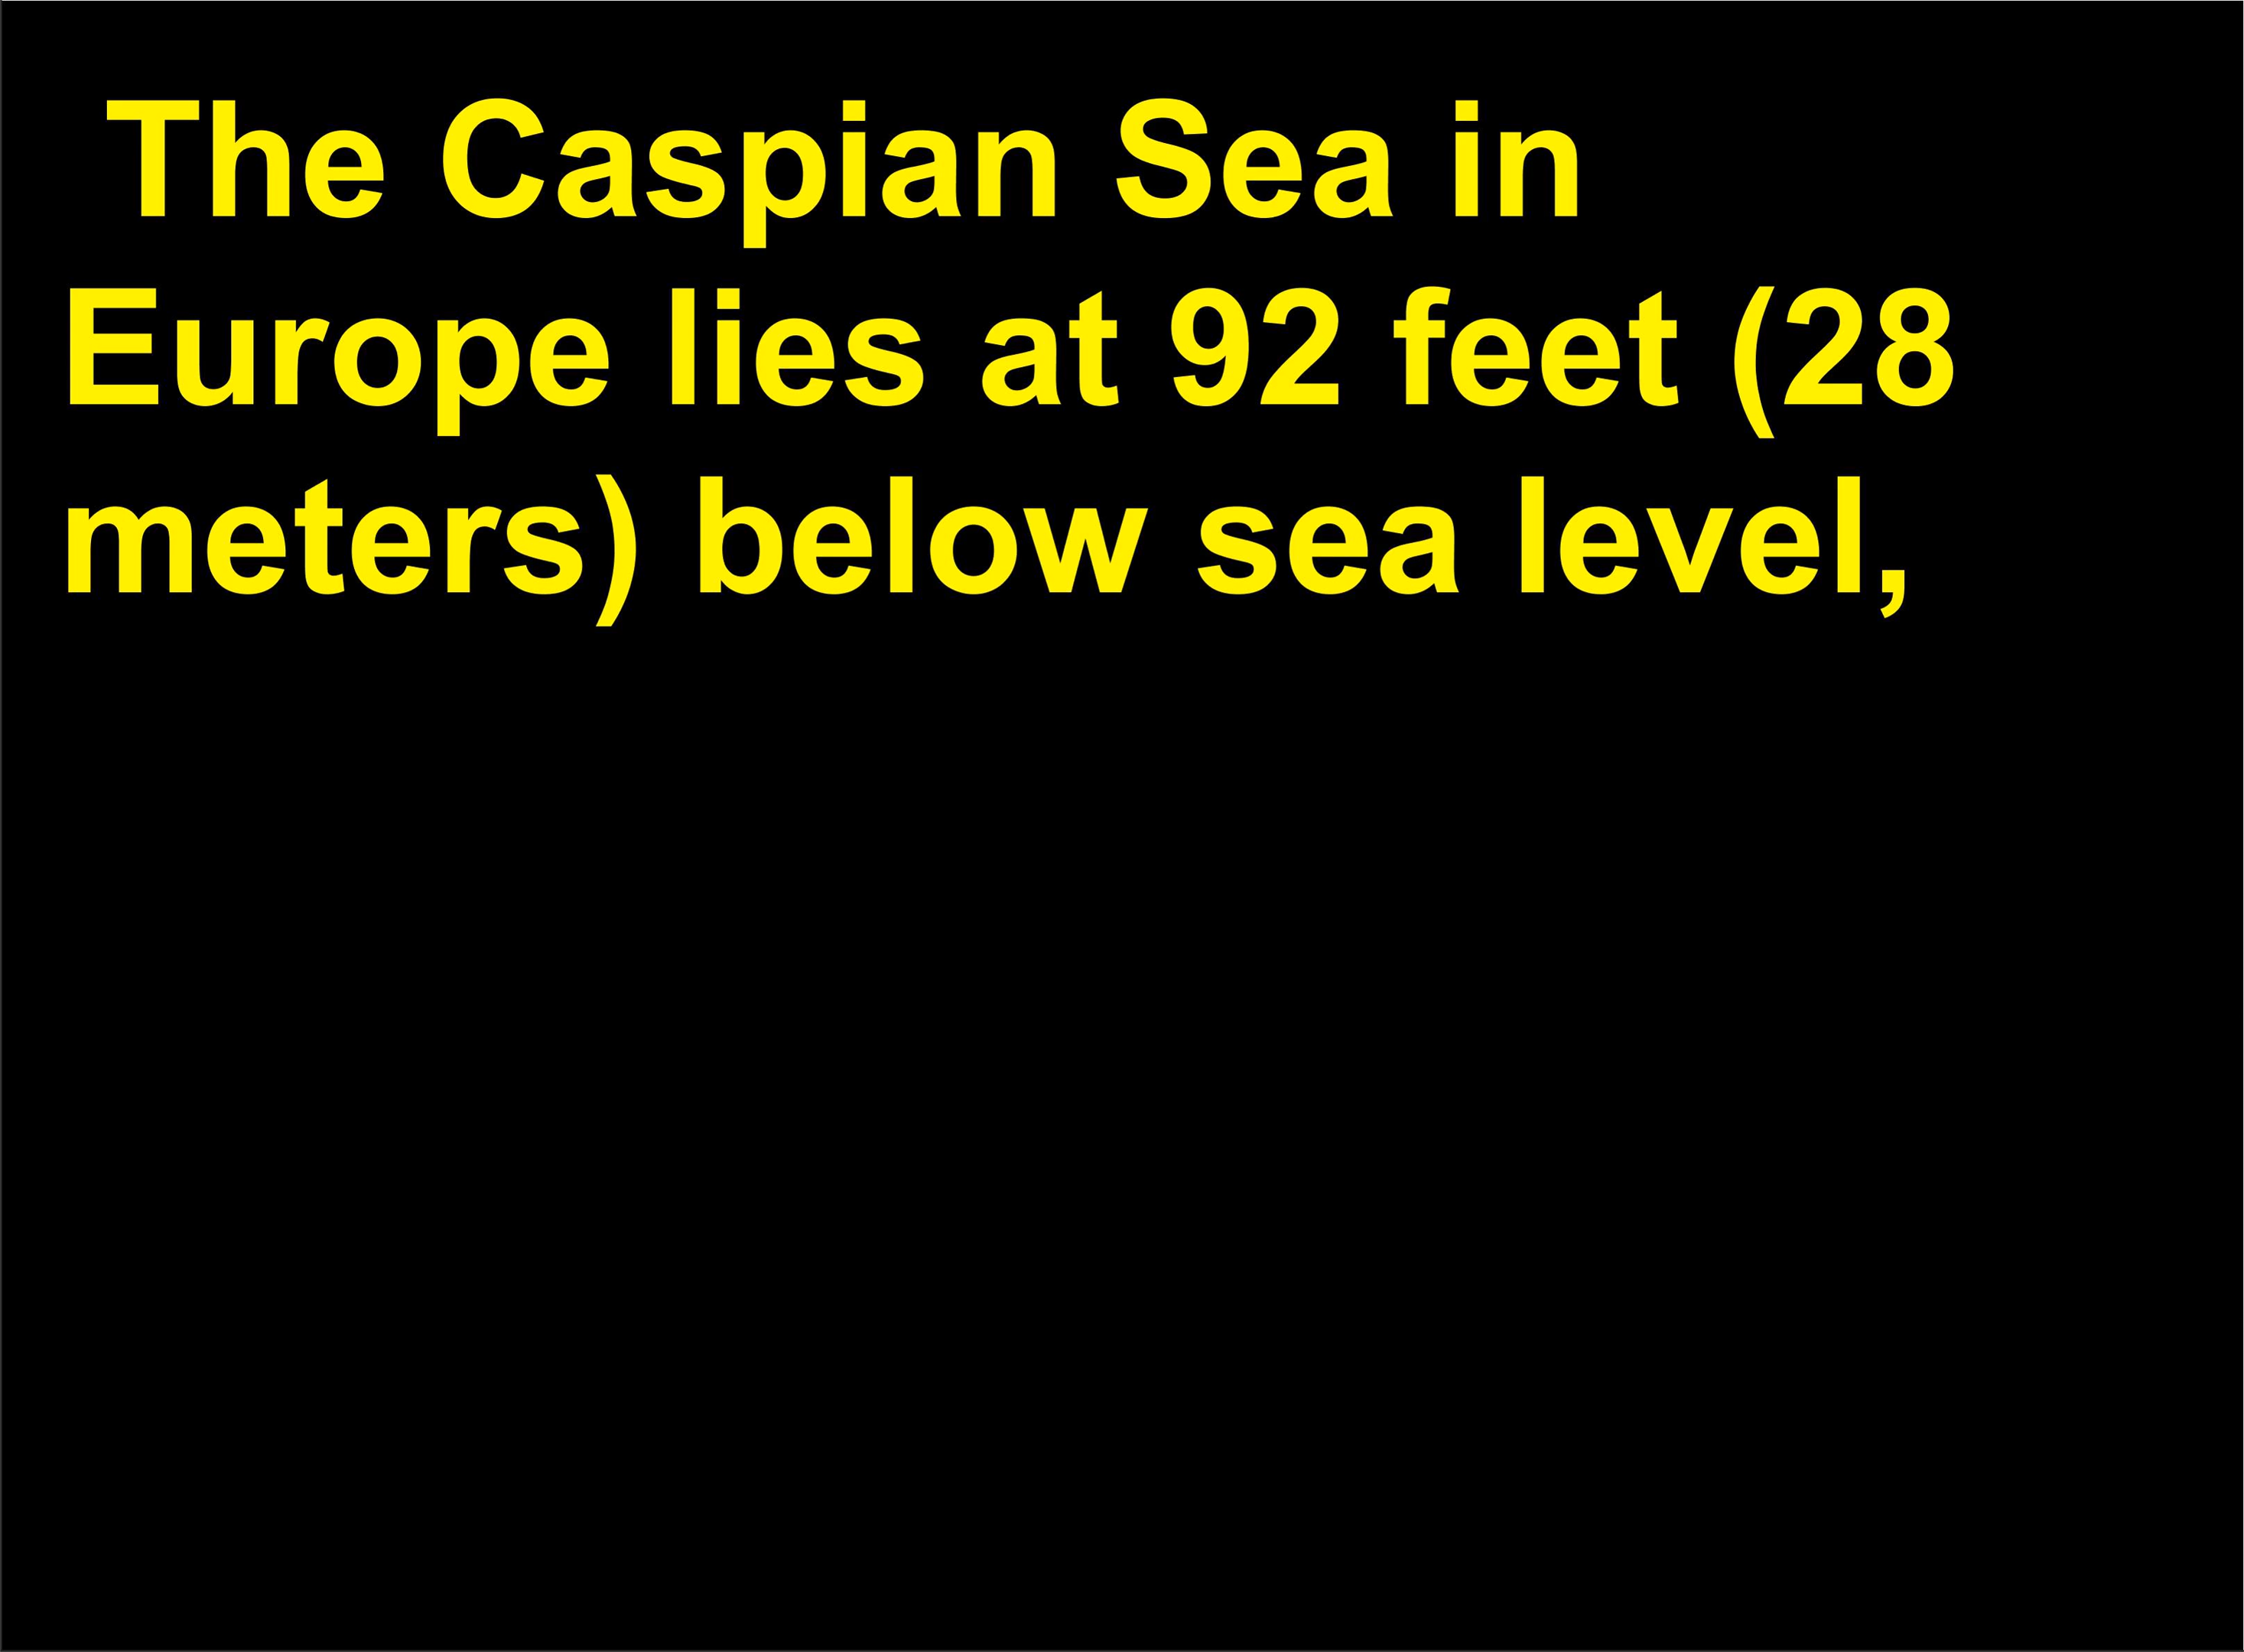 The Caspian Sea in
Europe lies at 92 feet (28
meters) below sea level,